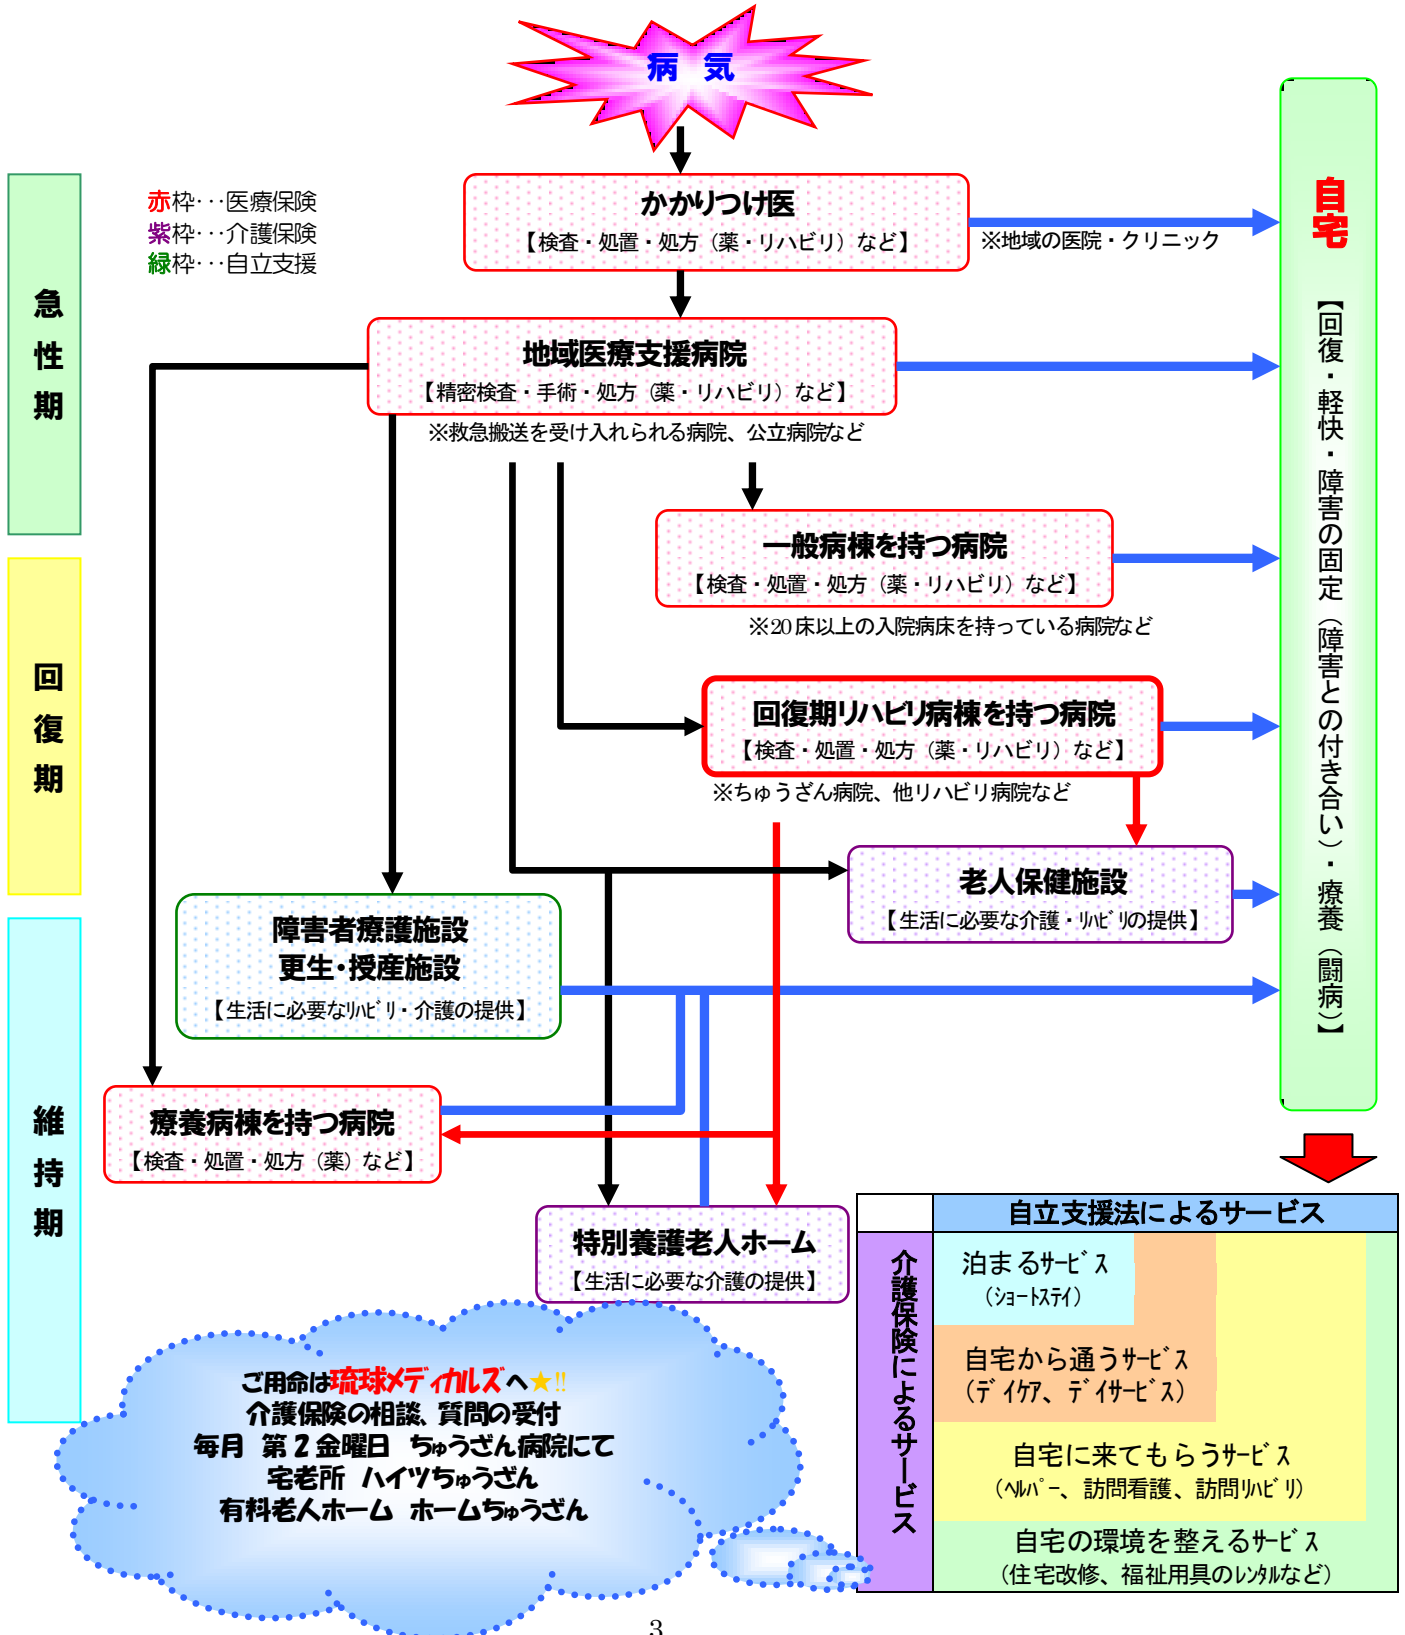 病 気
赤枠･･･医療保険
紫枠･･･介護保険
緑枠･･･自立支援
急性期
回復期
維持期
かかりつけ医
【検査・処置・処方（薬・リハビリ）など】
※地域の医院・クリニック
地域医療支援病院
【精密検査・手術・処方（薬・リハビリ）など】
※救急搬送を受け入れられる病院、公立病院など
一般病棟を持つ病院
【検査・処置・処方（薬・リハビリ）など】
※20床以上の入院病床を持っている病院など
回復期リハビリ病棟を持つ病院
【検査・処置・処方（薬・リハビリ）など】
※ちゅうざん病院、他リハビリ病院など
老人保健施設
【生活に必要な介護・ﾘﾊﾋﾞﾘの提供】
障害者療護施設
更生・授産施設
【生活に必要なﾘﾊﾋﾞﾘ・介護の提供】
療養病棟を持つ病院
【検査・処置・処方（薬）など】
特別養護老人ホーム
【生活に必要な介護の提供】
自宅
【回復・軽快・障害の固定（障害との付き合い）・療養（闘病）】
自立支援法によるサービス
介護保険によるサービス
泊まるｻｰﾋﾞｽ
（ｼｮｰﾄｽﾃｲ）
自宅から通うｻｰﾋﾞｽ
（ﾃﾞｲｹｱ、ﾃﾞｲｻｰﾋﾞｽ）
自宅に来てもらうｻｰﾋﾞｽ
（ﾍﾙﾊﾟｰ、訪問看護、訪問ﾘﾊﾋﾞﾘ）
自宅の環境を整えるｻｰﾋﾞｽ
（住宅改修、福祉用具のﾚﾝﾀﾙなど）
ご用命は琉球ﾒﾃﾞｨｶﾙｽﾞへ★!!
介護保険の相談、質問の受付
毎月 第2金曜日 ちゅうざん病院にて
宅老所 ハイツちゅうざん
有料老人ホーム ホームちゅうざん
3